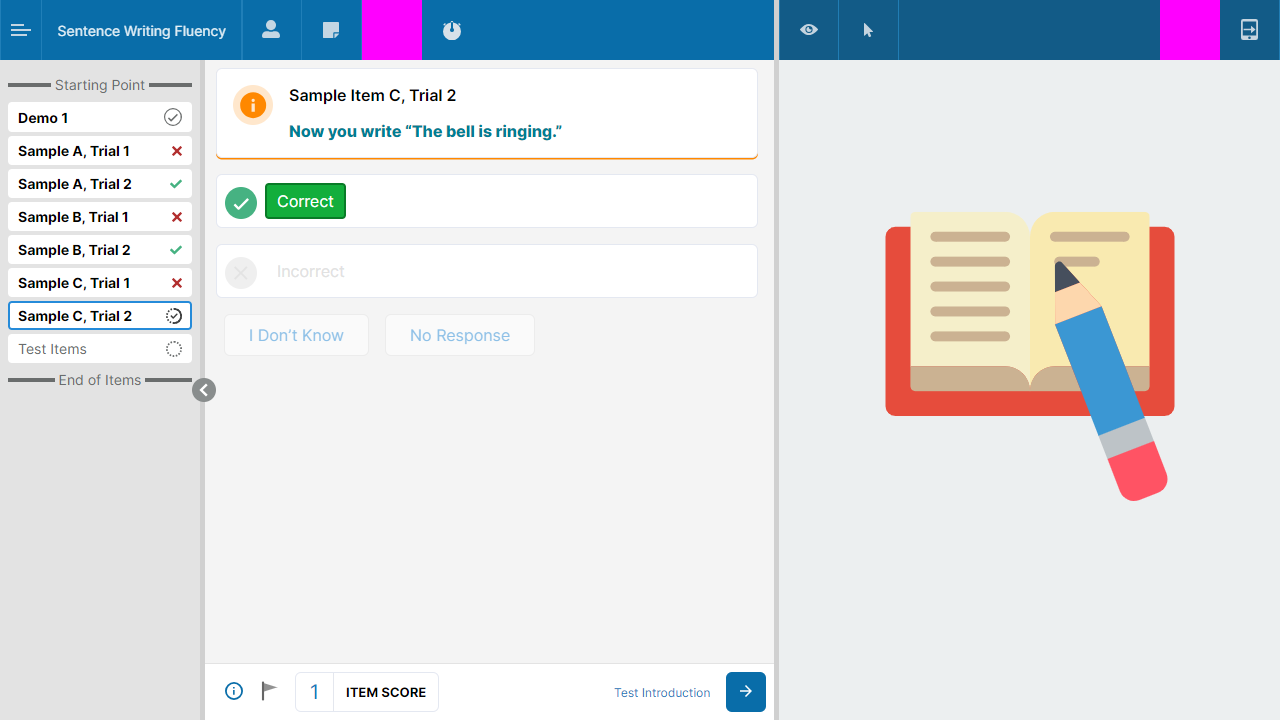 Sentence Writing Fluency
Starting Point
Demo 1
Sample A, Trial 1
Sample A, Trial 2
Sample B, Trial 1
Sample B, Trial 2
Sample C, Trial 1
Sample C, Trial 2
Test Items
End of Items
Sample Item C, Trial 2
Now you write “The bell is ringing.”
Correct
Incorrect
I Don’t Know
No Response
1 ITEM SCORE
Test Introduction